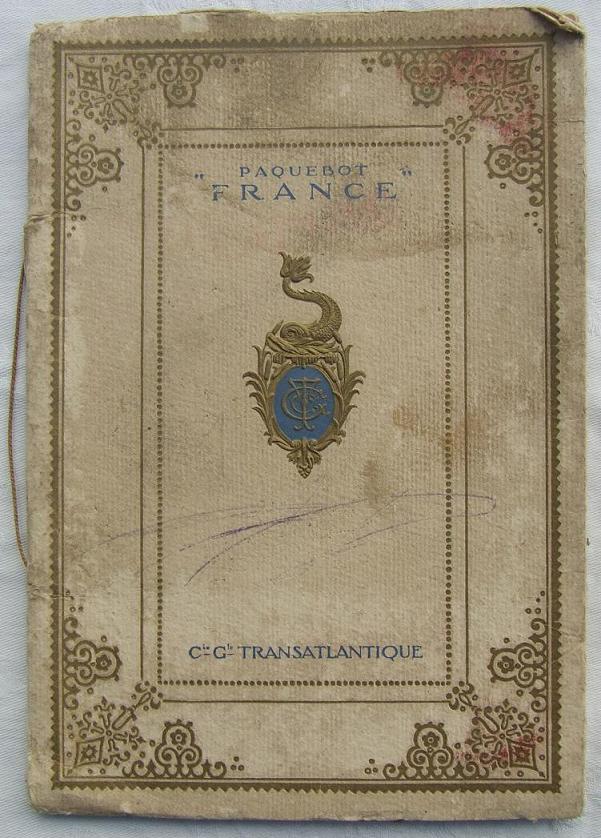 " PAQUEBOT "
FRANCE
Cie Gle TRANSATLANTIQUE